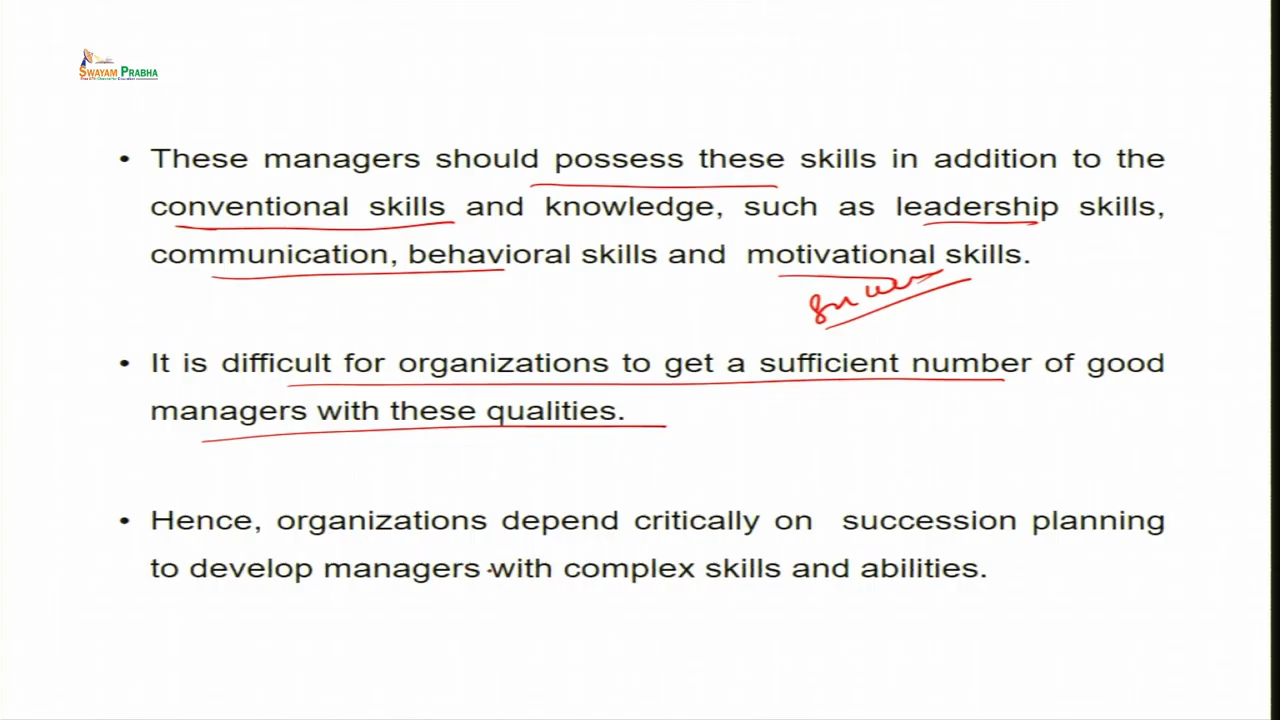 SWAYAM PRABHA
• These managers should possess these skills in addition to the
conventional skills and knowledge, such as leadership skills,
communication, behavioral skills and motivational skills.
• It is difficult for organizations to get a sufficient number of good
managers with these qualities.
• Hence, organizations depend critically on succession planning
to develop managers with complex skills and abilities.